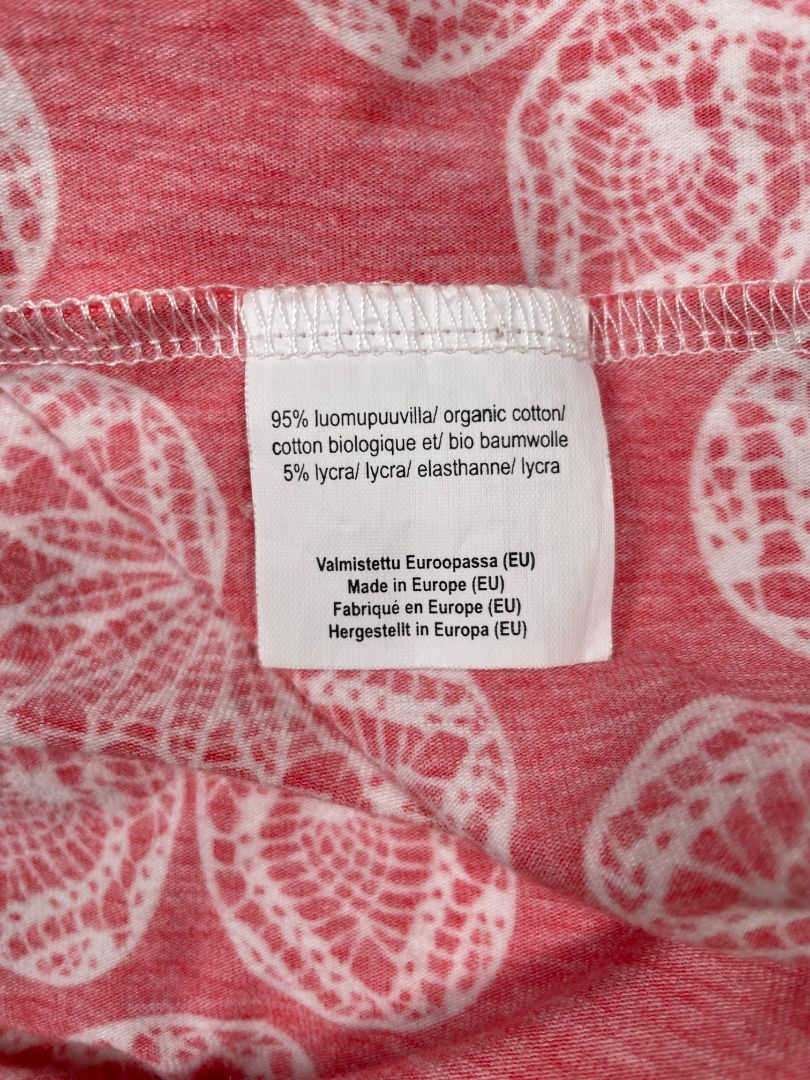 95% luomupuuvilla/ organic cotton/
cotton biologique et/ bio baumwolle
5% lycra/ lycra/ elasthanne/ lycra
Valmistettu Euroopassa (EU)
Made in Europe (EU)
Fabriqué en Europe (EU)
Hergestellt in Europa (EU)